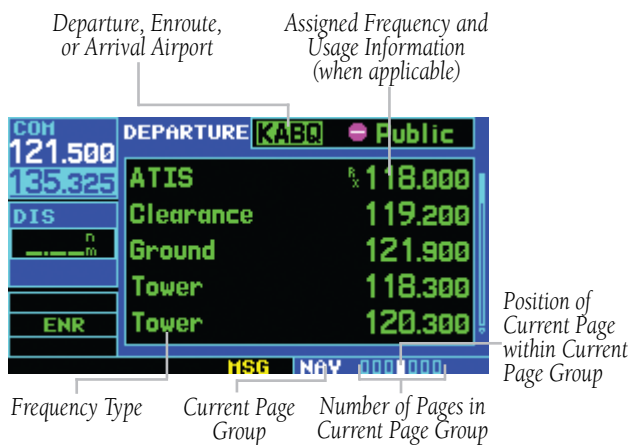 Departure, Enroute,
or Arrival Airport
Assigned Frequency and
Usage Information
(when applicable)
COM
121.500
135.325
DIS
__.__nm
ENR
DEPARTURE KABQ Public
ATIS Rx118.000
Clearance 119.200
Ground 121.900
Tower 118.300
Tower 120.300
MSG NAV
Position of
Current Page
within Current
Page Group
Frequency Type
Current Page
Group
Number of Pages in
Current Page Group